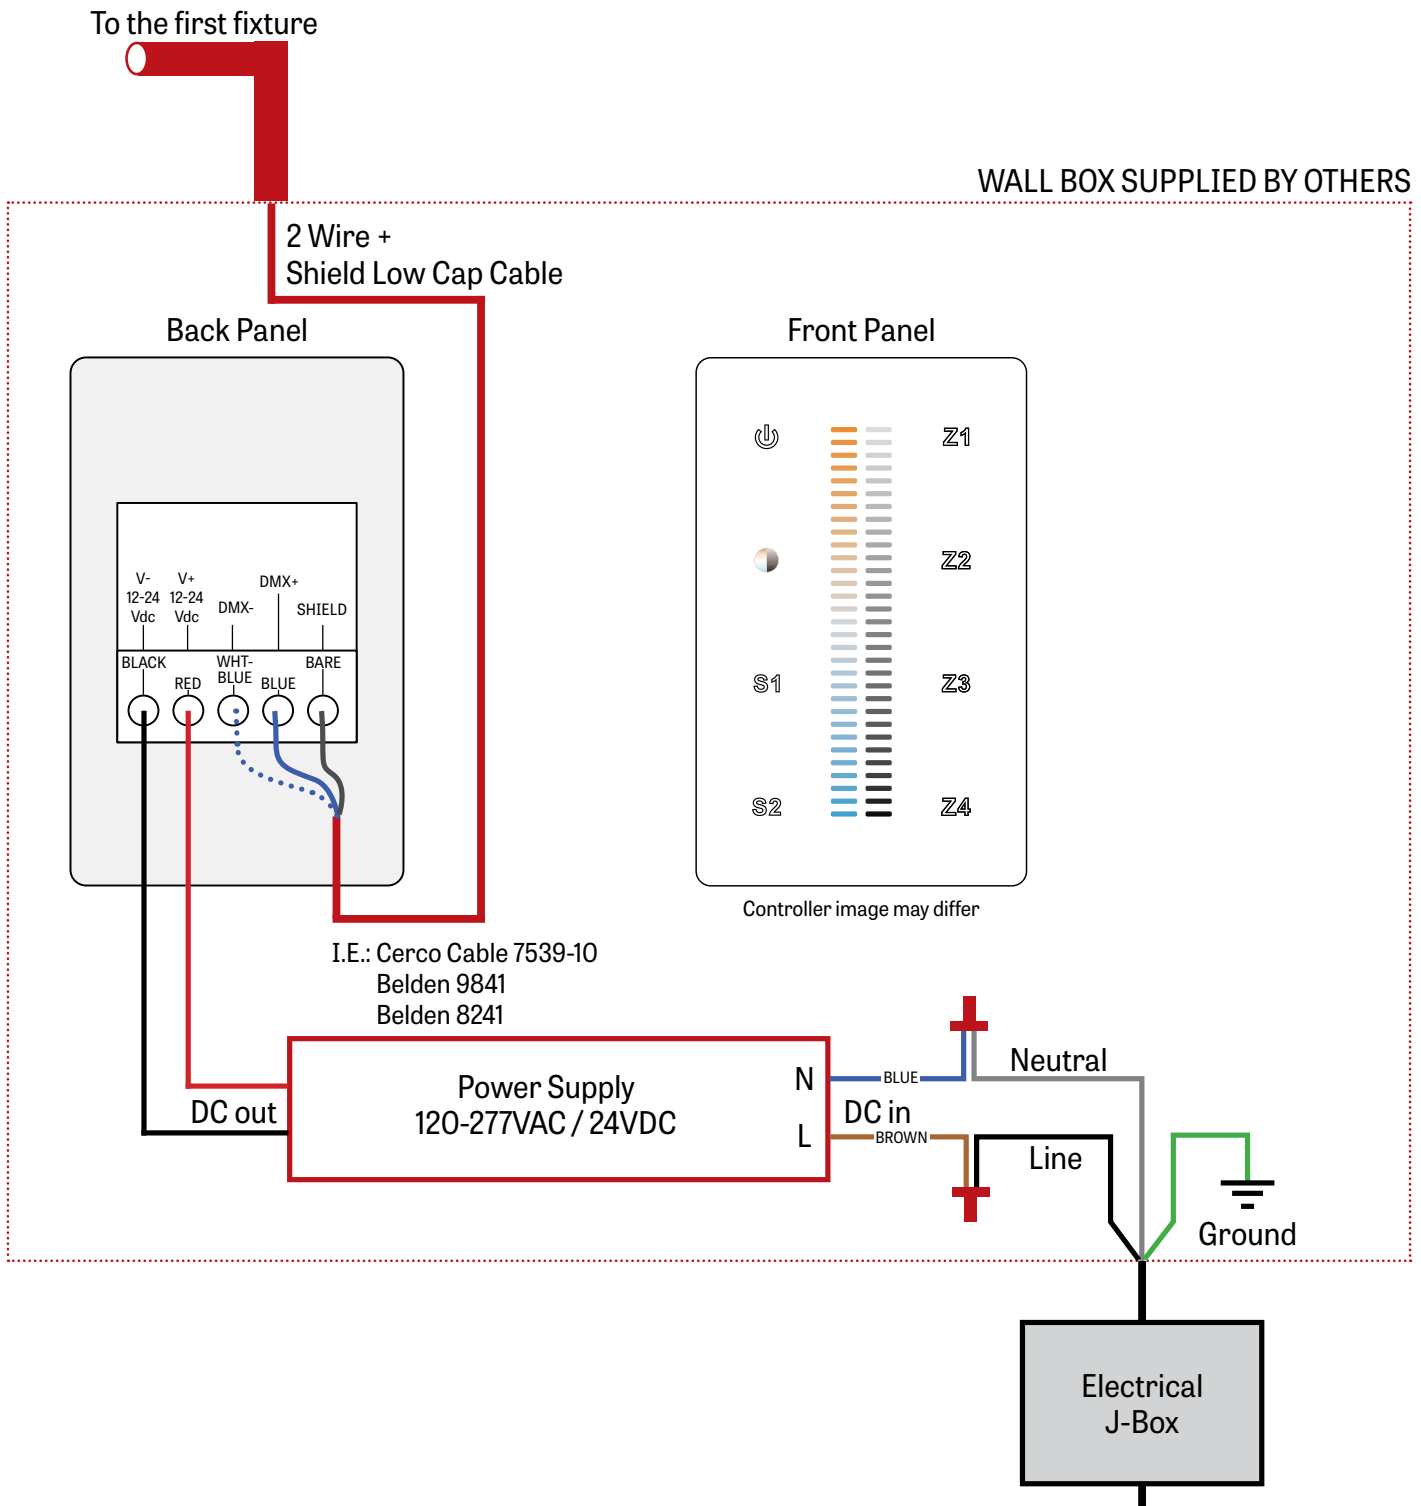 To the first fixture
WALL BOX SUPPLIED BY OTHERS
2 Wire +
Shield Low Cap Cable
Back Panel
V-
12-24
Vdc
V+
12-24
Vdc
DMX-
DMX+
SHIELD
BLACK
RED
WHT-
BLUE
BLUE
BARE
Front Panel
Z1
Z2
S1
Z3
S2
Z4
Controller image may differ
I.E.: Cerco Cable 7539-10
Belden 9841
Belden 8241
DC out
Power Supply
120-277VAC / 24VDC
N
L
BLUE
DC in
BROWN
Neutral
Line
Ground
Electrical
J-Box